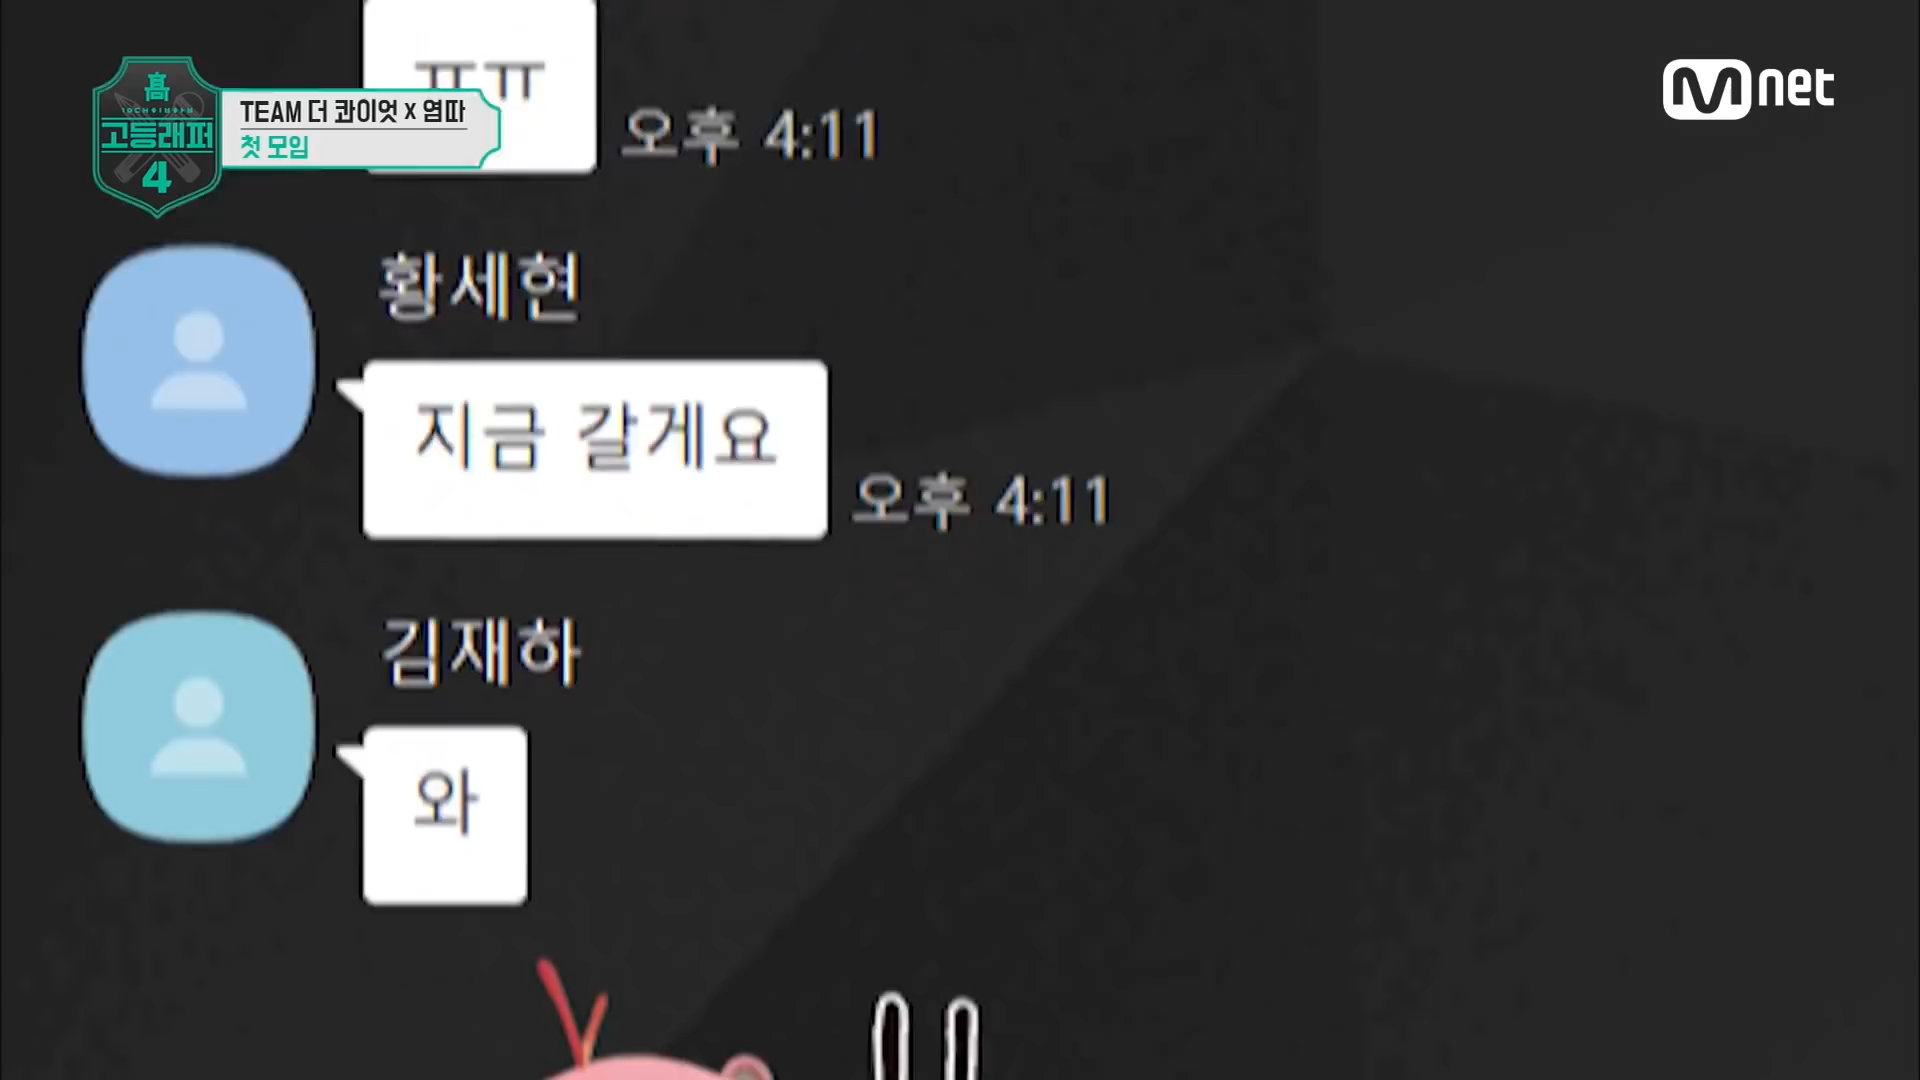 ㅠㅠ
오후 4:11
Mnet
高
고등래퍼
4
TEAM 더 콰이엇 x 염따
첫 모임
황세현
지금 갈게요
오후 4:11
김재하
와